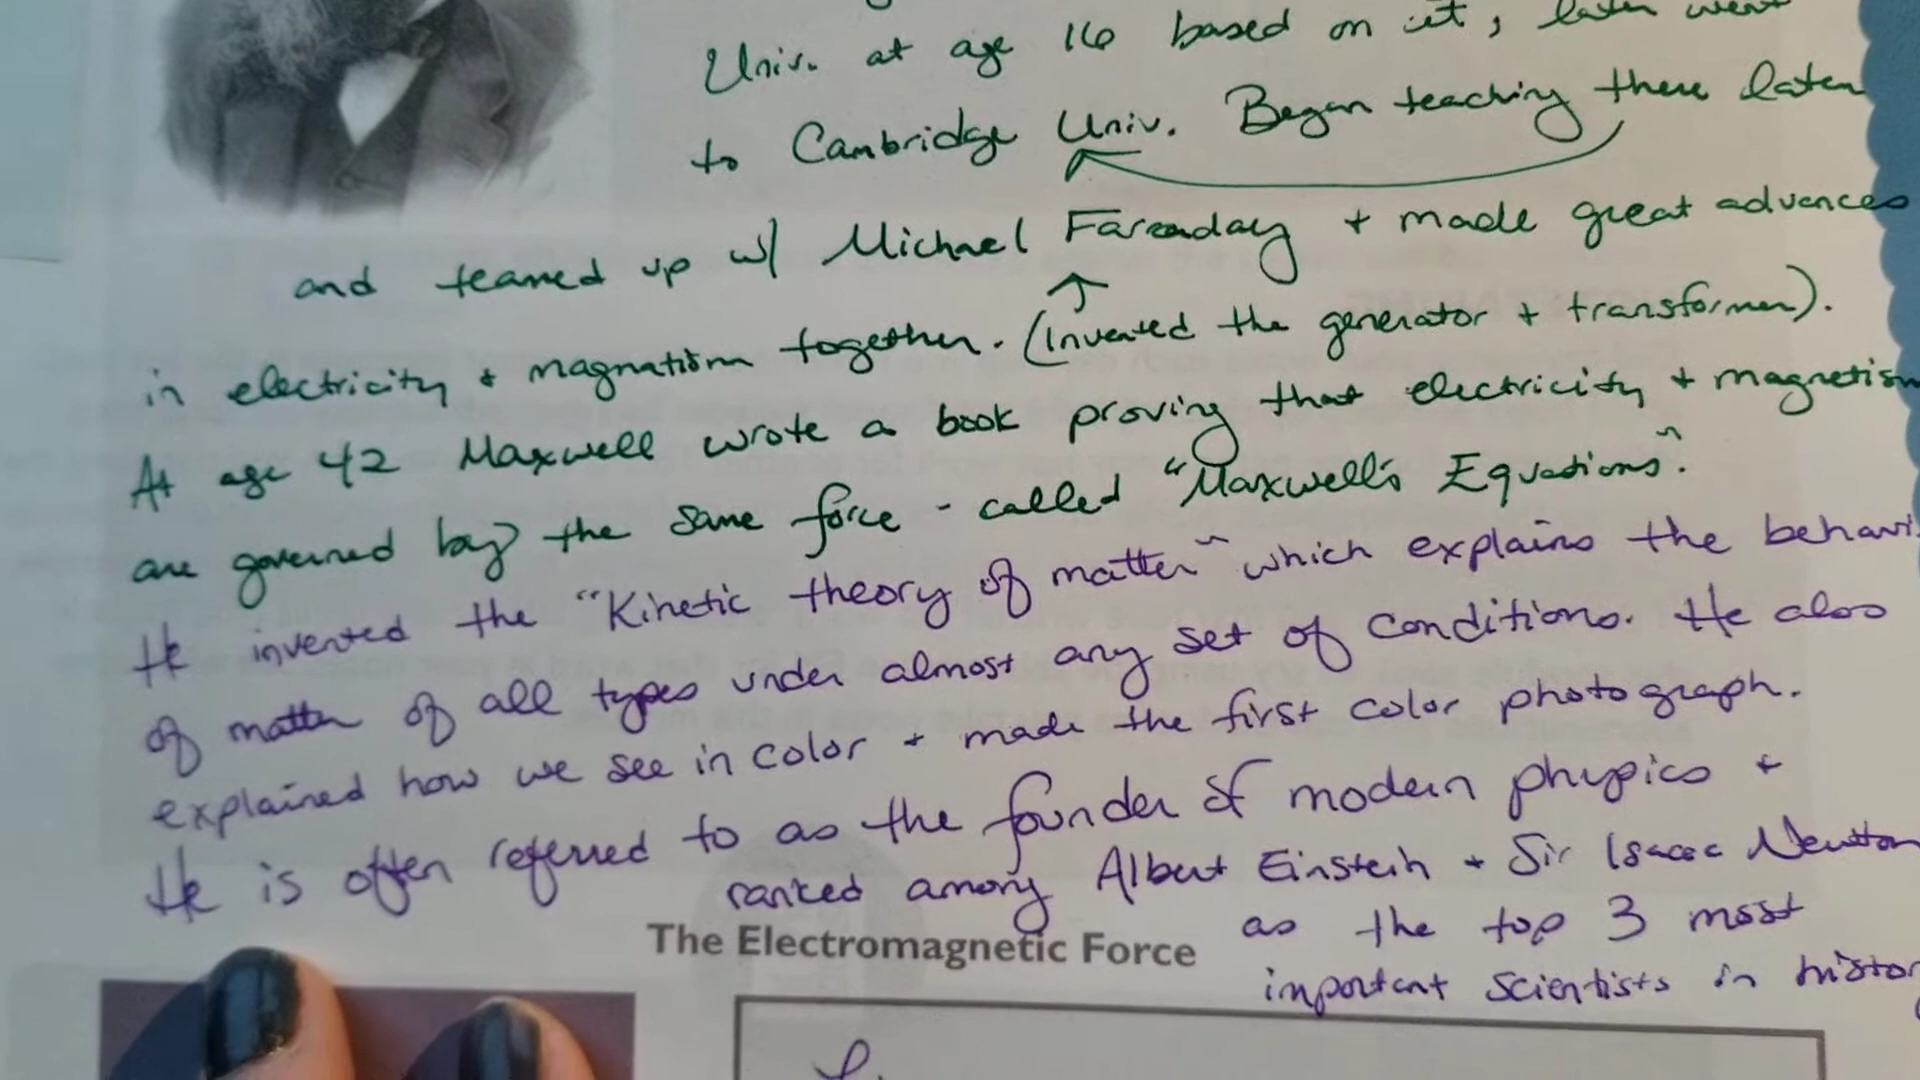 Univ. at age 16 based on it, later went
to Cambridge Univ. Began teaching there later
and teamed up w/ Michael Faraday + made great advances
in electricity + magnatism together. (Invented the generator + transformer).
At age 42 Maxwell wrote a book proving that electricity + magnetism
are governed by the same force - called "Maxwell's Equations".
He invented the "Kinetic theory of matter" which explains the behavi
of matter of all types under almost any set of conditions. He also
explained how we see in color + made the first color photograph.
He is often referred to as the founder of modern physics +
ranked among Albert Einstein + Sir Isaac Newton
as the top 3 most
important scientists in histor
The Electromagnetic Force